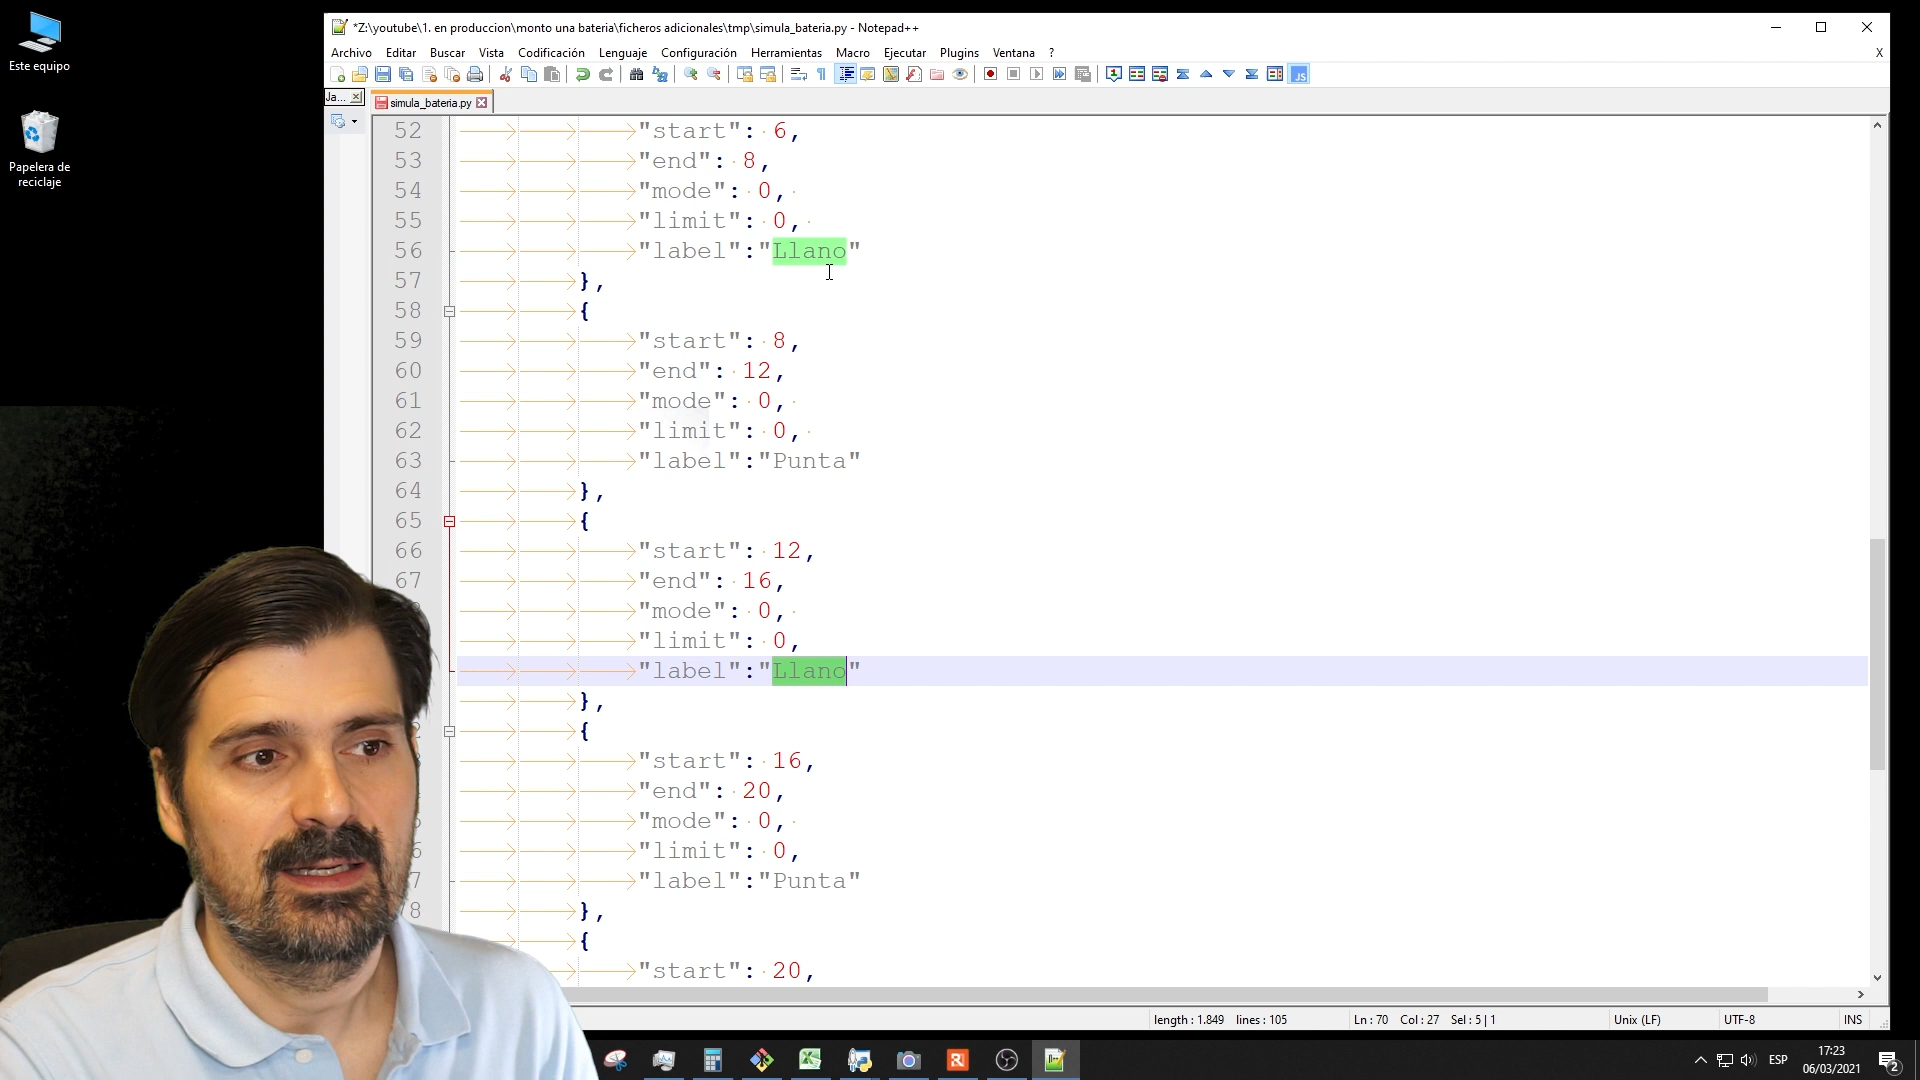 Este equipo
Papelera de
reciclaje
*Z:\youtube\1. en produccion\monto una bateria\ficheros adicionales\tmp\simula_bateria.py - Notepad++
Archivo Editar Buscar Vista Codificación Lenguaje Configuración Herramientas Macro Ejecutar Plugins Ventana ? X
Ja...
simula_bateria.py
52 "start": 6,
53 "end": 8,
54 "mode": 0,
55 "limit": 0,
56 "label":"Llano"
57 },
58 {
59 "start": 8,
60 "end": 12,
61 "mode": 0,
62 "limit": 0,
63 "label":"Punta"
64 },
65 {
66 "start": 12,
67 "end": 16,
"mode": 0,
"limit": 0,
"label":"Llano"
},
{
"start": 16,
"end": 20,
"mode": 0,
6 "limit": 0,
7 "label":"Punta"
78 },
{
"start": 20,
length : 1.849 lines : 105 Ln : 70 Col : 27 Sel : 5 | 1 Unix (LF) UTF-8 INS
ESP
17:23
06/03/2021
2